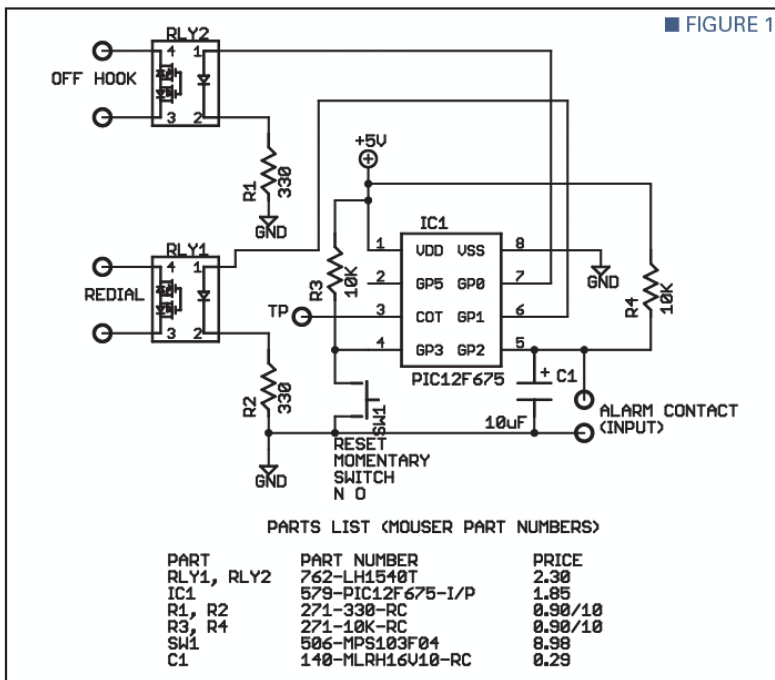 ■ FIGURE 1
RLY2
4 1
OFF HOOK
3 2
R1
330
GND
+5V
RLY1
4 1
REDIAL
3 2
R2
330
GND
R3
10K
TP
IC1
1 VDD VSS 8
2 GP5 GP0 7
3 COT GP1 6
4 GP3 GP2 5
PIC12F675
GND
R4
10K
+ C1
10uF
ALARM CONTACT
(INPUT)
SW1
RESET
MOMENTARY
SWITCH
N O
PARTS LIST (MOUSER PART NUMBERS)
PART PART NUMBER PRICE
RLY1, RLY2 762-LH1540T 2.30
IC1 579-PIC12F675-I/P 1.85
R1, R2 271-330-RC 0.90/10
R3, R4 271-10K-RC 0.90/10
SW1 506-MPS103F04 8.98
C1 140-MLRH16V10-RC 0.29